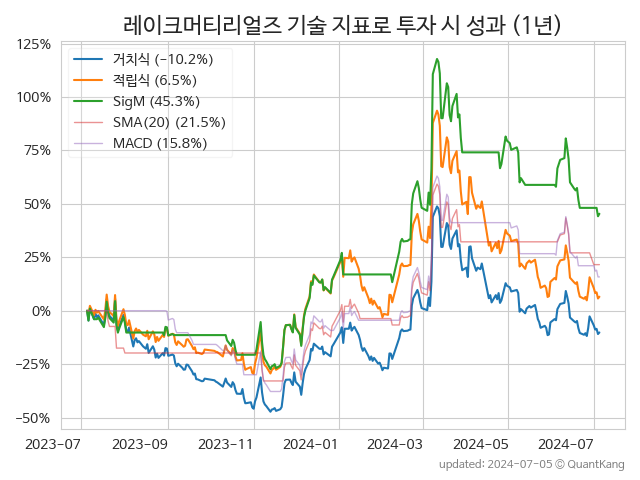 레이크머티리얼즈 기술 지표로 투자 시 성과 (1년)
125%
100%
75%
50%
25%
0%
−25%
−50%
거치식 (−10.2%)
적립식 (6.5%)
SigM (45.3%)
SMA(20) (21.5%)
MACD (15.8%)
2023-07
2023-09
2023-11
2024-01
2024-03
2024-05
2024-07
updated: 2024-07-05 © QuantKang